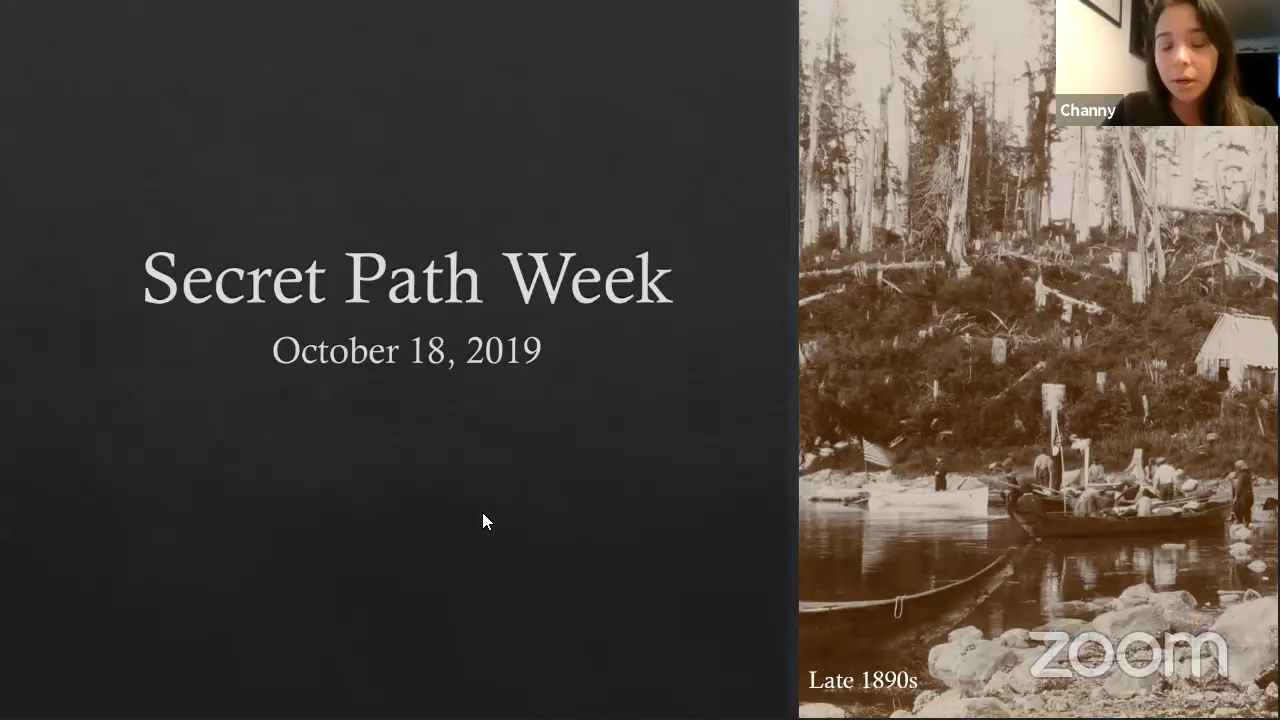 Secret Path Week
October 18, 2019
Channy
Late 1890s
zoom